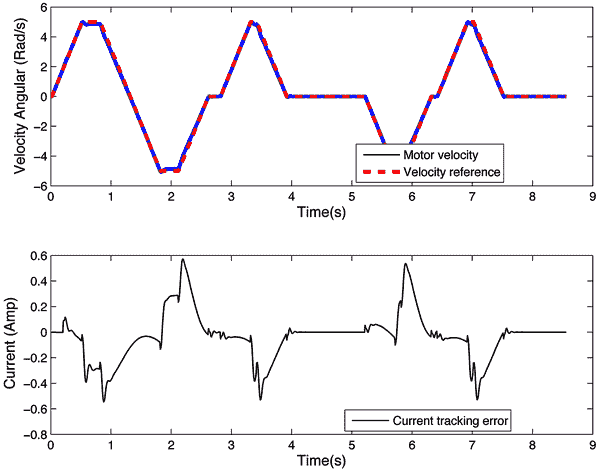 6
4
2
0
−2
−4
−6
Velocity Angular (Rad/s)
Motor velocity
Velocity reference
0 1 2 3 4 5 6 7 8 9
Time(s)
0.6
0.4
0.2
0
−0.2
−0.4
−0.6
−0.8
Current (Amp)
Current tracking error
0 1 2 3 4 5 6 7 8 9
Time(s)